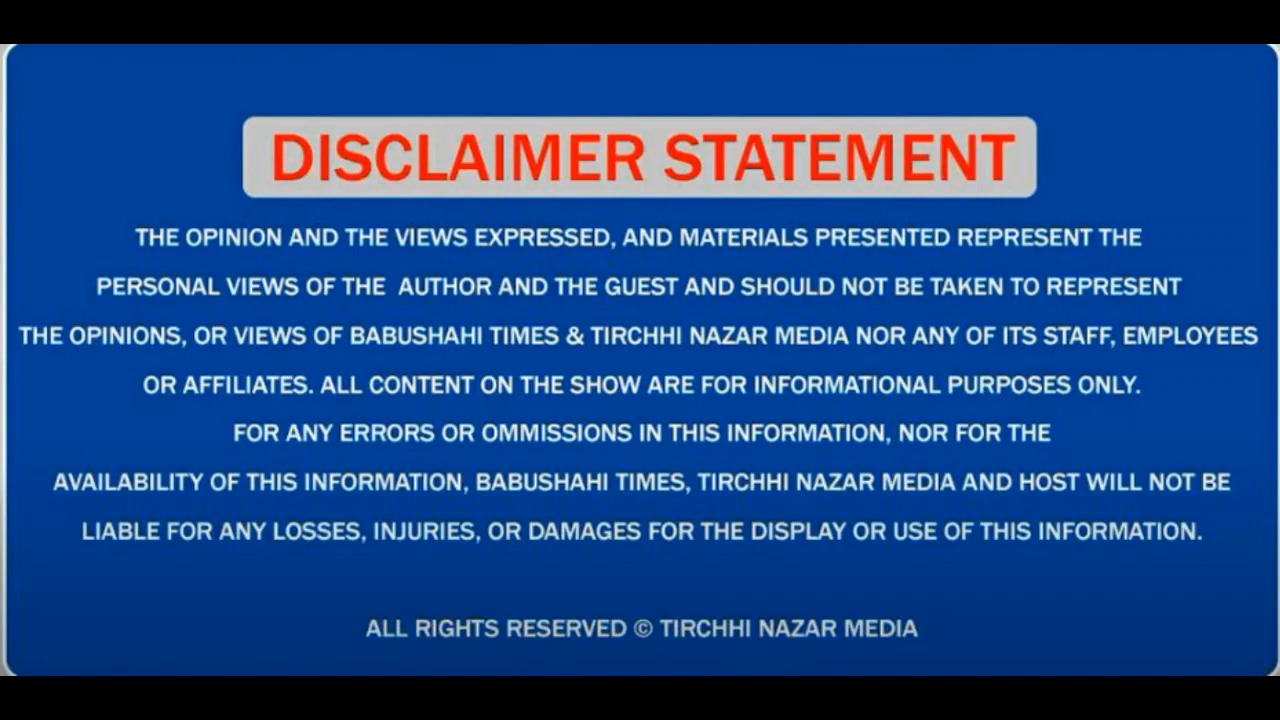 DISCLAIMER STATEMENT
THE OPINION AND THE VIEWS EXPRESSED, AND MATERIALS PRESENTED REPRESENT THE
PERSONAL VIEWS OF THE AUTHOR AND THE GUEST AND SHOULD NOT BE TAKEN TO REPRESENT
THE OPINIONS, OR VIEWS OF BABUSHAHI TIMES & TIRCHHI NAZAR MEDIA NOR ANY OF ITS STAFF, EMPLOYEES
OR AFFILIATES. ALL CONTENT ON THE SHOW ARE FOR INFORMATIONAL PURPOSES ONLY.
FOR ANY ERRORS OR OMMISSIONS IN THIS INFORMATION, NOR FOR THE
AVAILABILITY OF THIS INFORMATION, BABUSHAHI TIMES, TIRCHHI NAZAR MEDIA AND HOST WILL NOT BE
LIABLE FOR ANY LOSSES, INJURIES, OR DAMAGES FOR THE DISPLAY OR USE OF THIS INFORMATION.
ALL RIGHTS RESERVED © TIRCHHI NAZAR MEDIA